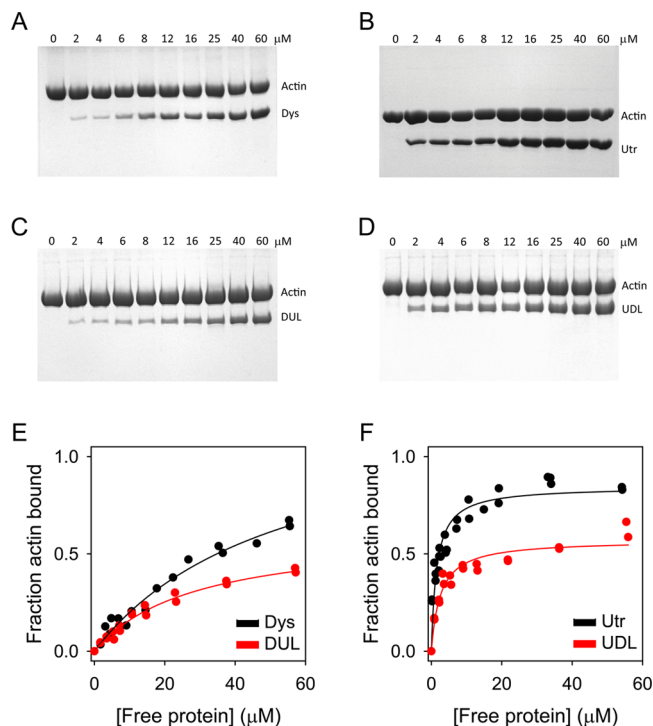 A
0 2 4 6 8 12 16 25 40 60 μM
Actin
Dys
B
0 2 4 6 8 12 16 25 40 60 μM
Actin
Utr
C
0 2 4 6 8 12 16 25 40 60 μM
Actin
DUL
D
0 2 4 6 8 12 16 25 40 60 μM
Actin
UDL
E
Fraction actin bound
1.0
0.5
0.0
Dys
DUL
0 20 40 60
[Free protein] (μM)
F
Fraction actin bound
1.0
0.5
0.0
Utr
UDL
0 20 40 60
[Free protein] (μM)